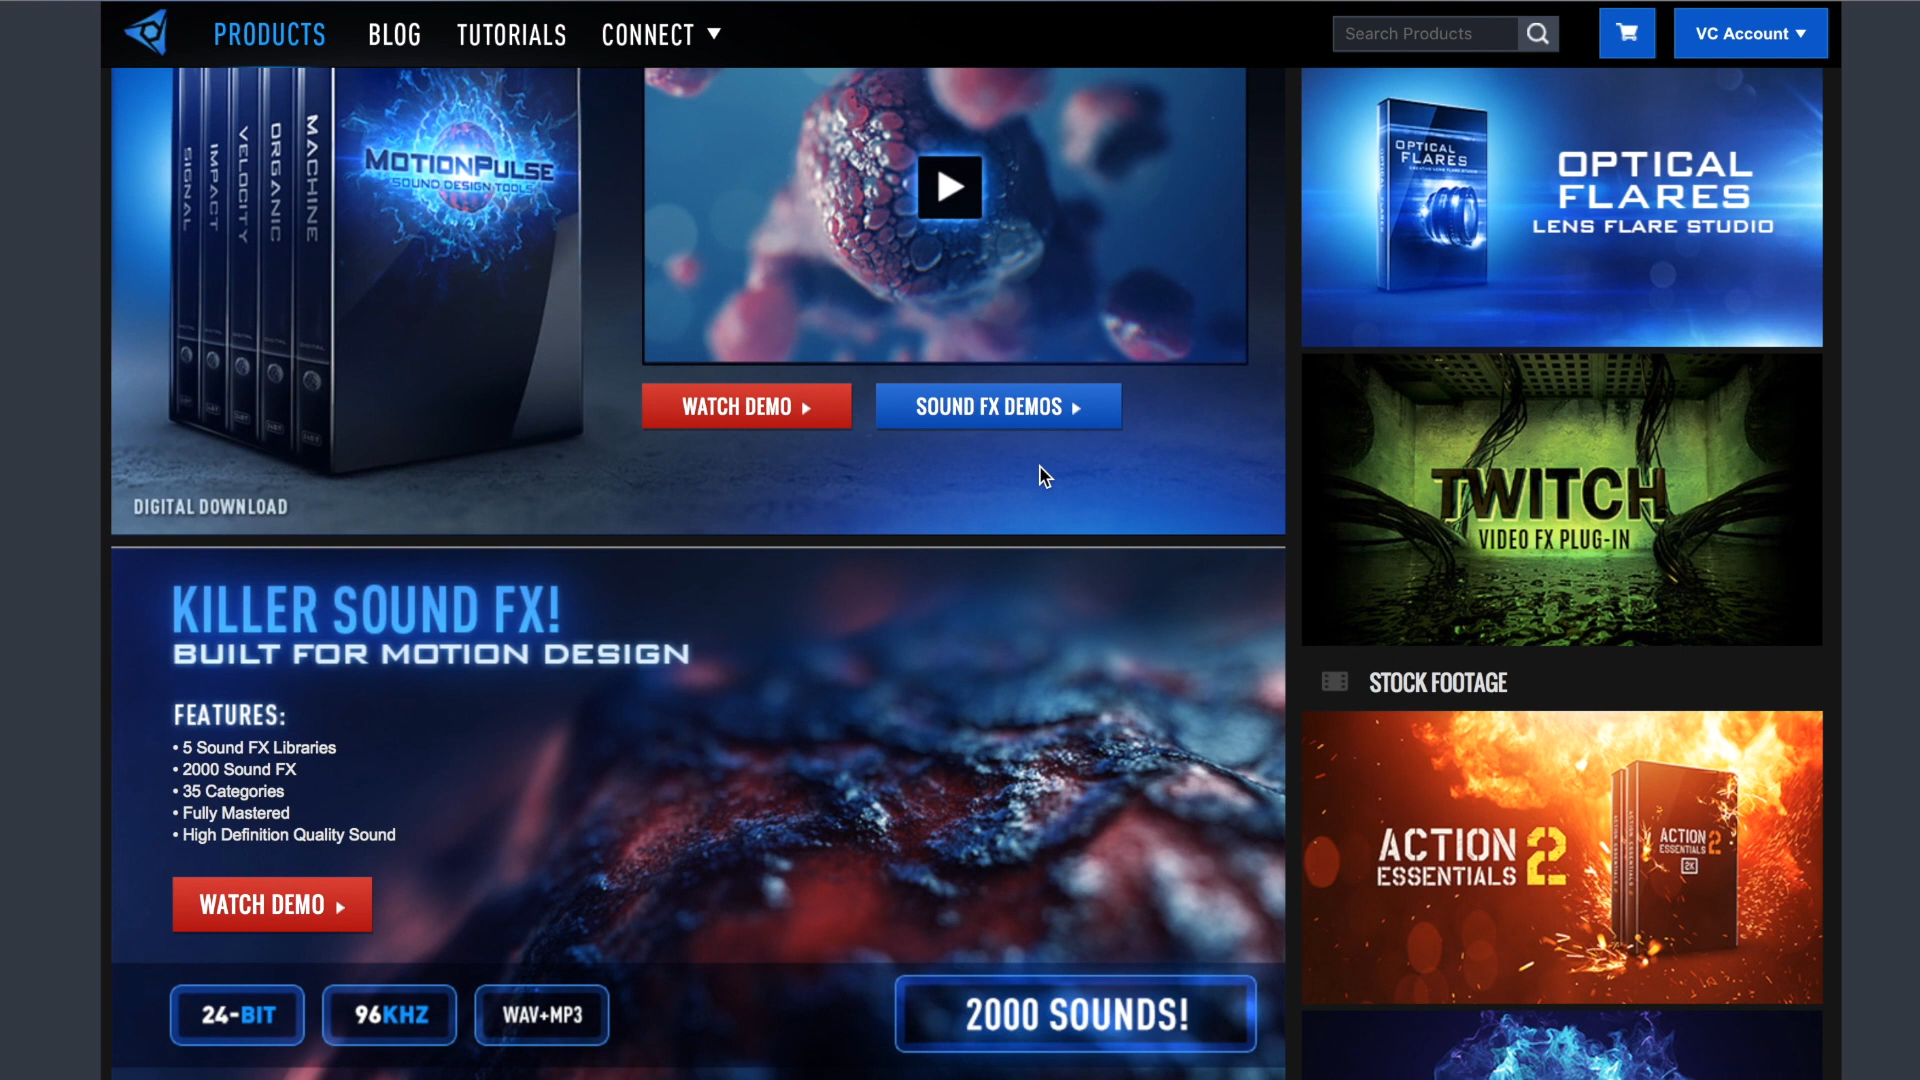 PRODUCTS
BLOG
TUTORIALS
CONNECT
Search Products
VC Account
SIGNAL
IMPACT
VELOCITY
ORGANIC
MACHINE
MOTIONPULSE
SOUND DESIGN TOOLS
WATCH DEMO
SOUND FX DEMOS
DIGITAL DOWNLOAD
KILLER SOUND FX!
BUILT FOR MOTION DESIGN
FEATURES:
• 5 Sound FX Libraries
• 2000 Sound FX
• 35 Categories
• Fully Mastered
• High Definition Quality Sound
WATCH DEMO
24-BIT
96KHZ
WAV+MP3
2000 SOUNDS!
OPTICAL
FLARES
OPTICAL
FLARES
LENS FLARE STUDIO
TWITCH
VIDEO FX PLUG-IN
STOCK FOOTAGE
ACTION 2
ESSENTIALS
ACTION 2
ESSENTIALS
2K